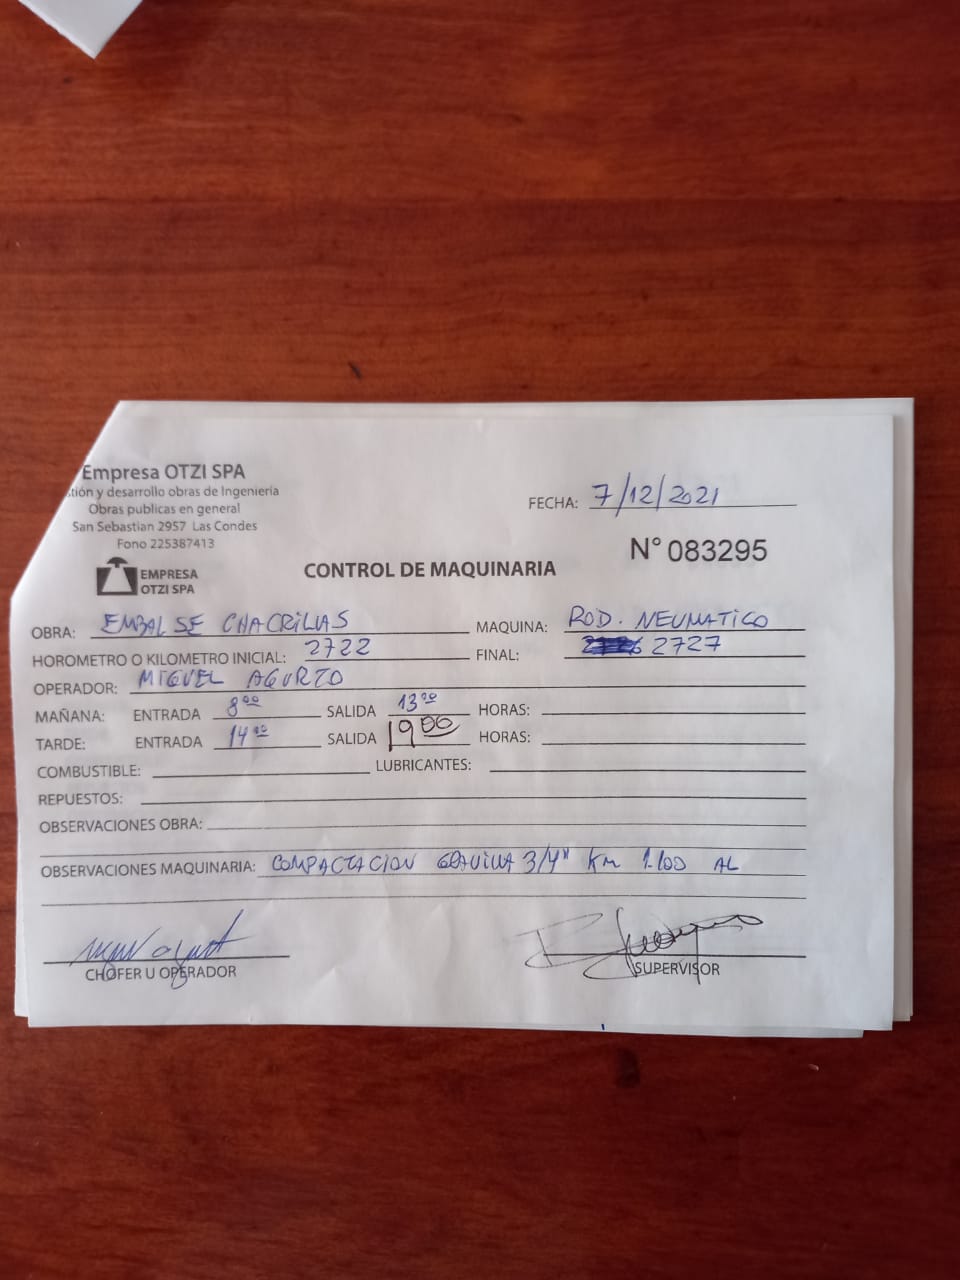 Empresa OTZI SPA
tión y desarrollo obras de Ingeniería
Obras publicas en general
San Sebastian 2957 Las Condes
Fono 225387413
EMPRESA
OTZI SPA
FECHA: 7/12/2021
N° 083295
CONTROL DE MAQUINARIA
OBRA: EMBALSE CHACRILLAS MAQUINA: ROD. NEUMATICO
HOROMETRO O KILOMETRO INICIAL: 2722 FINAL: 2727
OPERADOR: MIGUEL AGURTO
MAÑANA: ENTRADA 8:00 SALIDA 13:00 HORAS:
TARDE: ENTRADA 14:00 SALIDA 19:00 HORAS:
COMBUSTIBLE: LUBRICANTES:
REPUESTOS:
OBSERVACIONES OBRA:
OBSERVACIONES MAQUINARIA: COMPACTACION GRAVILLA 3/4" Km 1.100 AL
CHOFER U OPERADOR SUPERVISOR